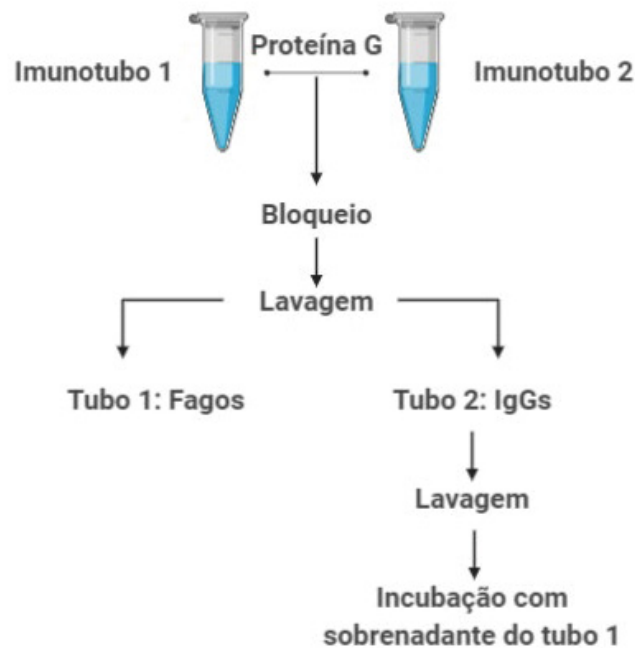 Proteína G
Imunotubo 1
Imunotubo 2
Bloqueio
Lavagem
Tubo 1: Fagos
Tubo 2: IgGs
Lavagem
Incubação com
sobrenadante do tubo 1